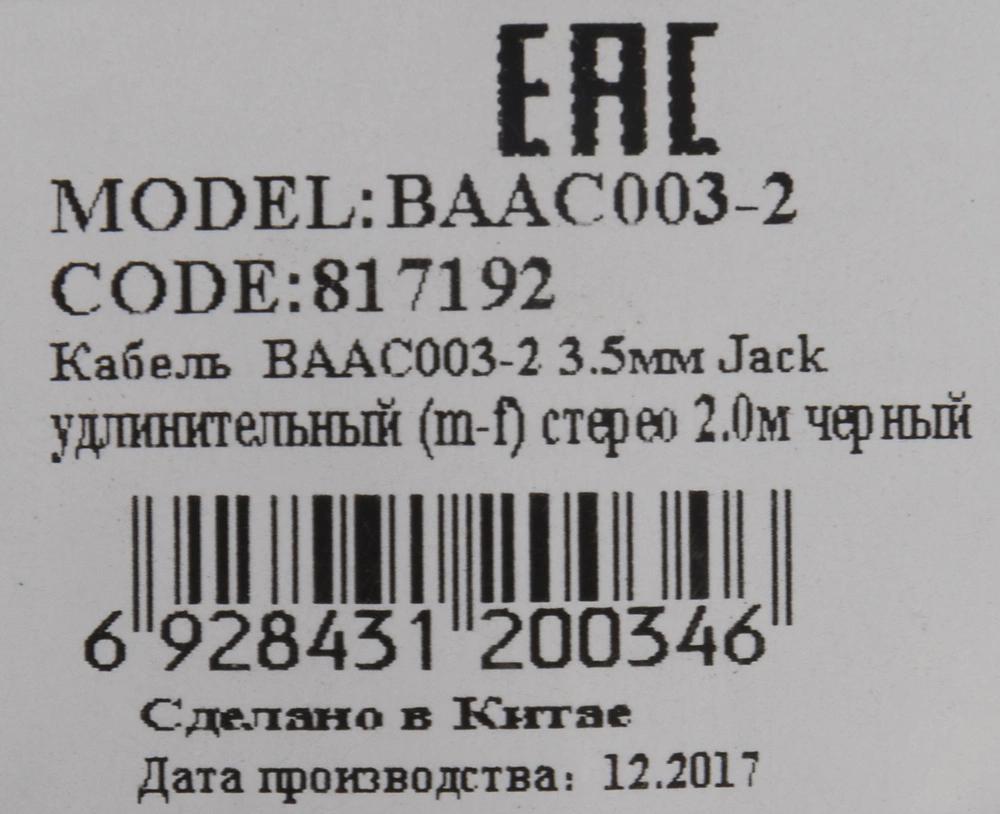 EAC
MODEL:BAAC003-2
CODE:817192
Кабель BAAC003-2 3.5мм Jack
удлинительный (m-f) стерео 2.0м черный
6 928431 200346
Сделано в Китае
Дата производства: 12.2017